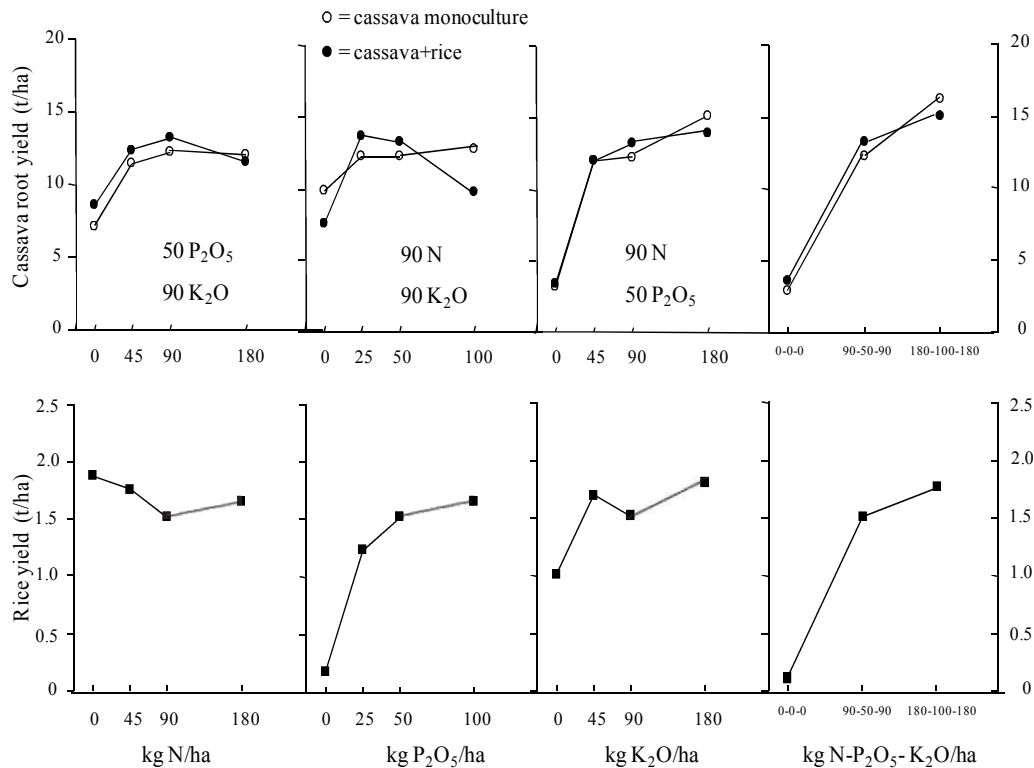 = cassava monoculture
= cassava+rice
Cassava root yield (t/ha)
20
15
10
5
0
50 P₂O₅
90 K₂O
0 45 90 180
90 N
90 K₂O
0 25 50 100
90 N
50 P₂O₅
0 45 90 180
20
15
10
5
0
0-0-0 90-50-90 180-100-180
Rice yield (t/ha)
2.5
2.0
1.5
1.0
0.5
0
0 45 90 180
kg N/ha
0 25 50 100
kg P₂O₅/ha
0 45 90 180
kg K₂O/ha
2.5
2.0
1.5
1.0
0.5
0
0-0-0 90-50-90 180-100-180
kg N-P₂O₅- K₂O/ha